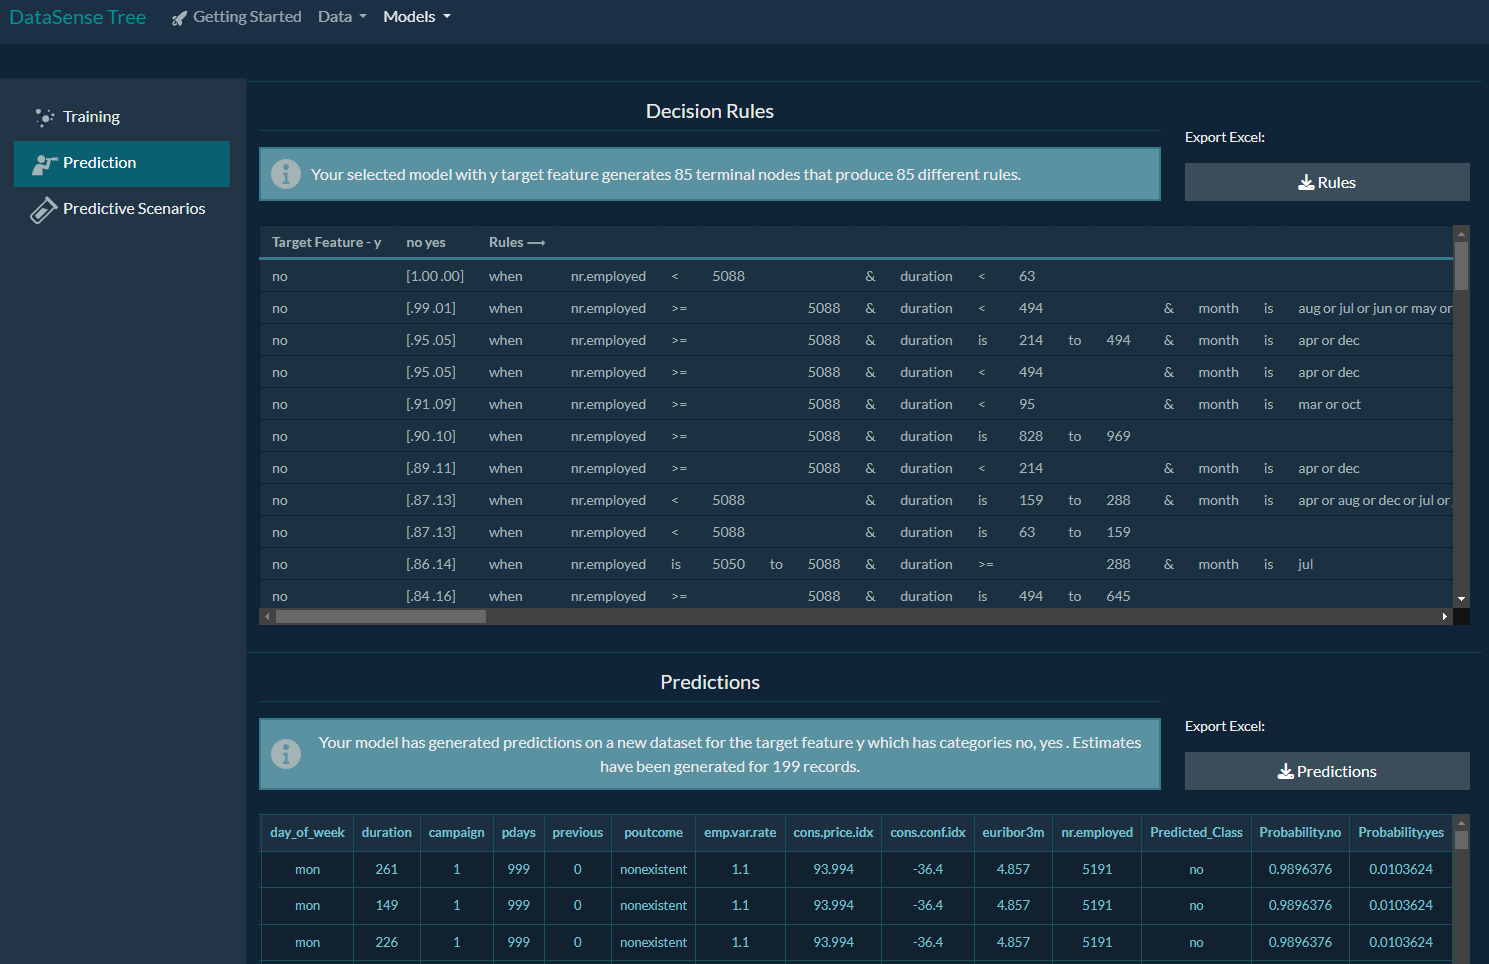 DataSense Tree Getting Started Data Models
Training
Prediction
Predictive Scenarios
Decision Rules
Export Excel:
Your selected model with y target feature generates 85 terminal nodes that produce 85 different rules.
Rules
Target Feature - y no yes Rules ⟶
no [1.00 .00] when nr.employed < 5088 & duration < 63
no [.99 .01] when nr.employed >= 5088 & duration < 494 & month is aug or jul or jun or may or
no [.95 .05] when nr.employed >= 5088 & duration is 214 to 494 & month is apr or dec
no [.95 .05] when nr.employed >= 5088 & duration < 494 & month is apr or dec
no [.91 .09] when nr.employed >= 5088 & duration < 95 & month is mar or oct
no [.90 .10] when nr.employed >= 5088 & duration is 828 to 969
no [.89 .11] when nr.employed >= 5088 & duration < 214 & month is apr or dec
no [.87 .13] when nr.employed < 5088 & duration is 159 to 288 & month is apr or aug or dec or jul or
no [.87 .13] when nr.employed < 5088 & duration is 63 to 159
no [.86 .14] when nr.employed is 5050 to 5088 & duration >= 288 & month is jul
no [.84 .16] when nr.employed >= 5088 & duration is 494 to 645
Predictions
Export Excel:
Your model has generated predictions on a new dataset for the target feature y which has categories no, yes . Estimates
have been generated for 199 records.
Predictions
day_of_week duration campaign pdays previous poutcome emp.var.rate cons.price.idx cons.conf.idx euribor3m nr.employed Predicted_Class Probability.no Probability.yes
mon 261 1 999 0 nonexistent 1.1 93.994 -36.4 4.857 5191 no 0.9896376 0.0103624
mon 149 1 999 0 nonexistent 1.1 93.994 -36.4 4.857 5191 no 0.9896376 0.0103624
mon 226 1 999 0 nonexistent 1.1 93.994 -36.4 4.857 5191 no 0.9896376 0.0103624